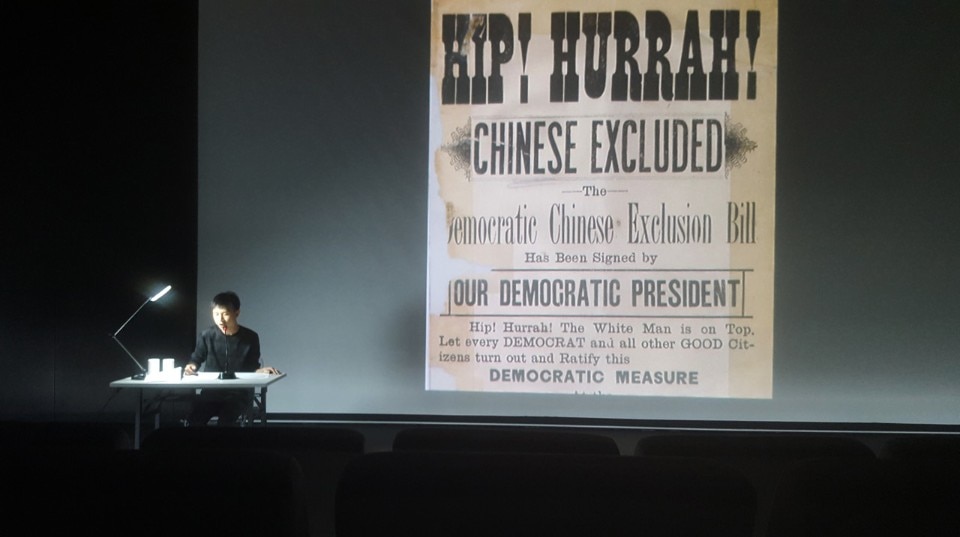 HIP! HURRAH!
CHINESE EXCLUDED
The
Democratic Chinese Exclusion Bill
Has Been Signed by
OUR DEMOCRATIC PRESIDENT
Hip! Hurrah! The White Man is on Top.
Let every DEMOCRAT and all other GOOD Cit-
izens turn out and Ratify this
DEMOCRATIC MEASURE